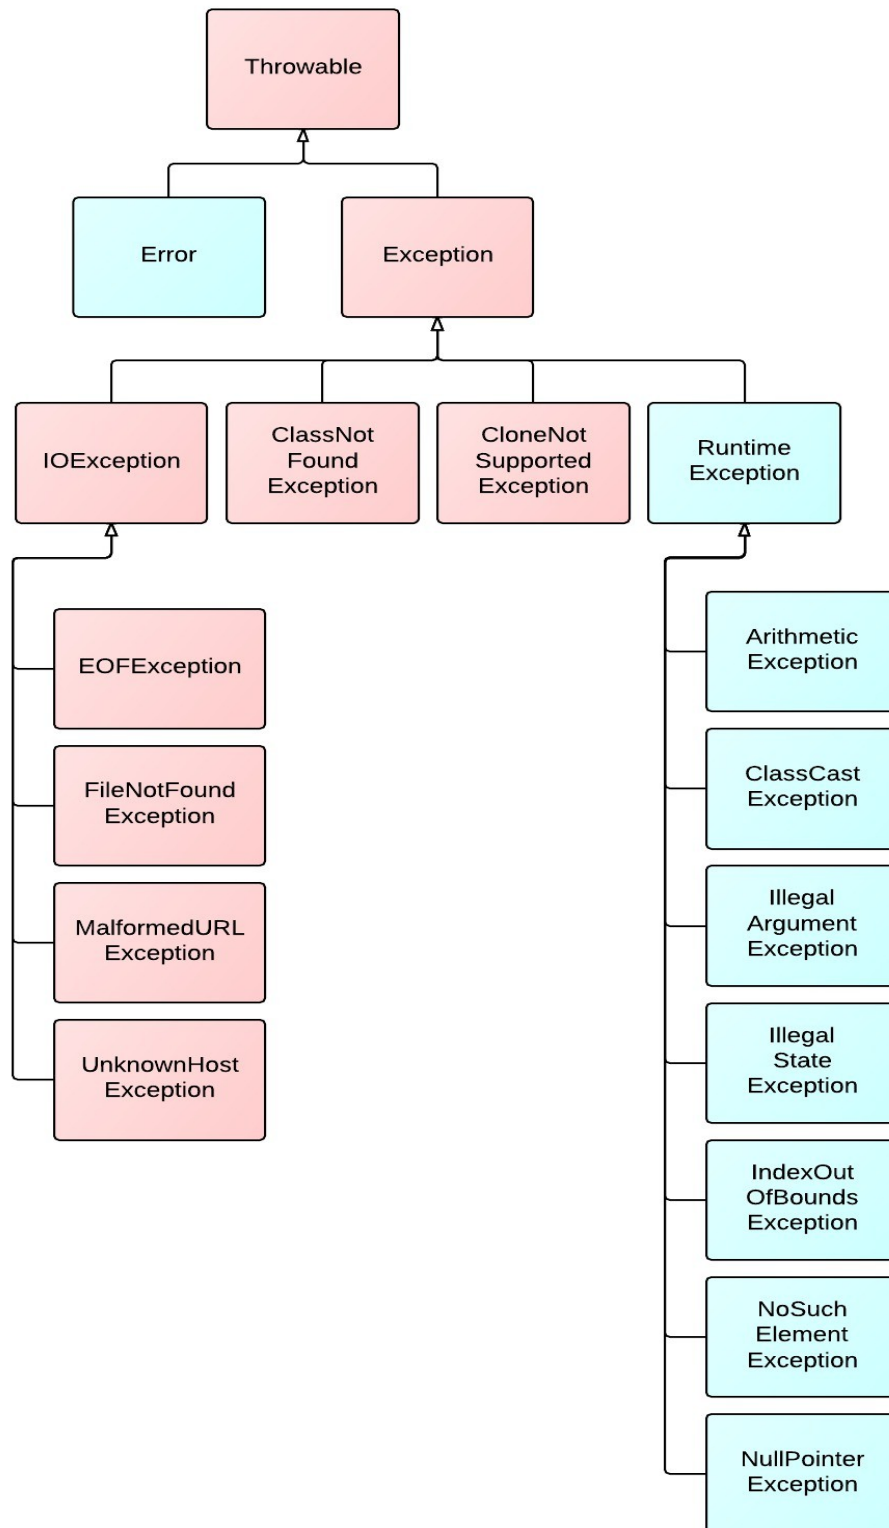 Throwable
Error
Exception
IOException
ClassNot
Found
Exception
CloneNot
Supported
Exception
Runtime
Exception
EOFException
FileNotFound
Exception
MalformedURL
Exception
UnknownHost
Exception
Arithmetic
Exception
ClassCast
Exception
Illegal
Argument
Exception
Illegal
State
Exception
IndexOut
OfBounds
Exception
NoSuch
Element
Exception
NullPointer
Exception